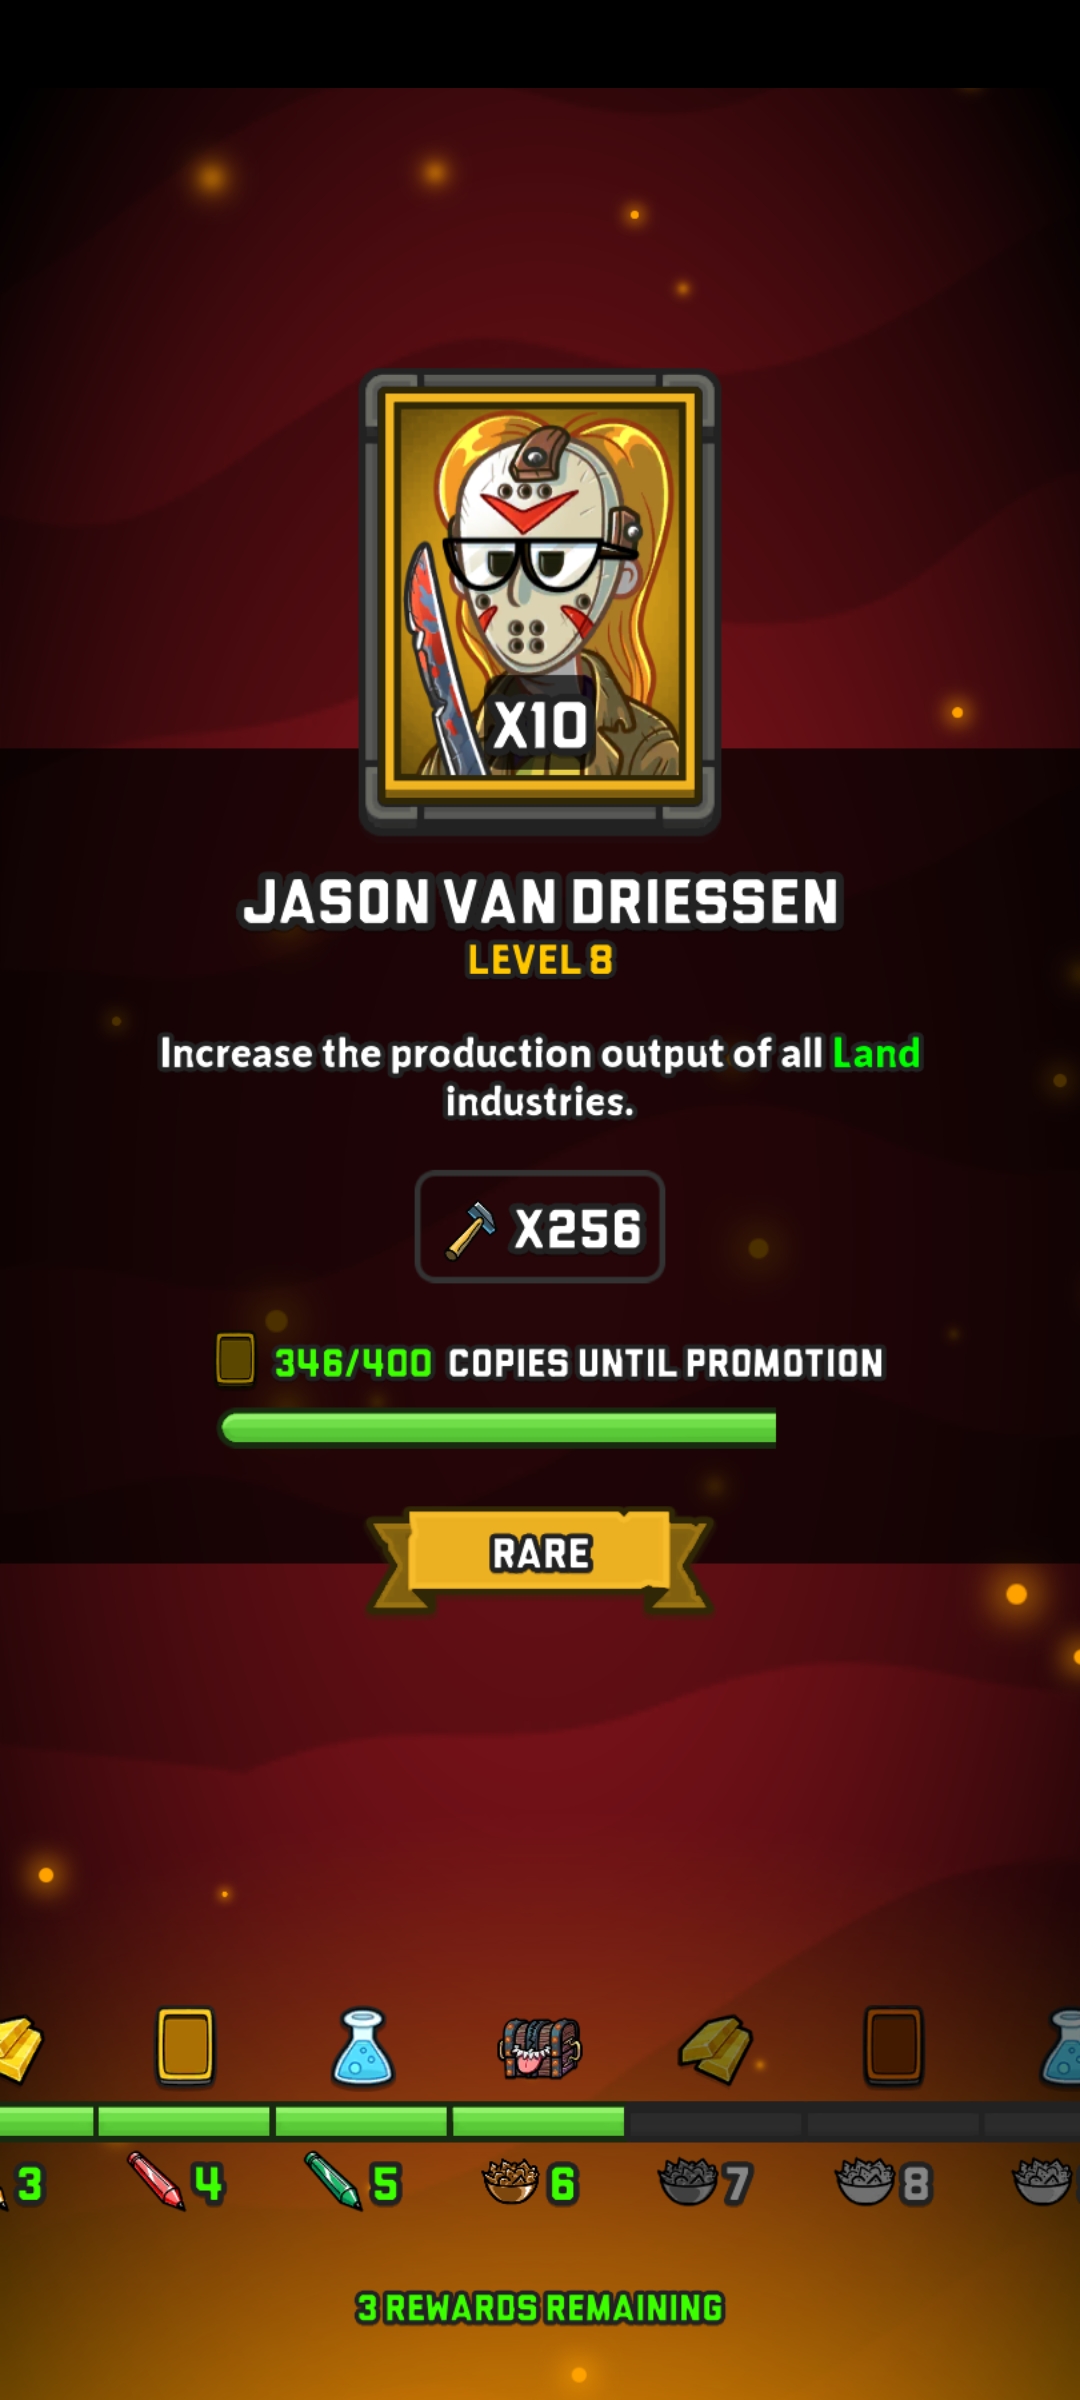 X10
JASON VAN DRIESSEN
LEVEL 8
Increase the production output of all Land
industries.
X256
346/400 COPIES UNTIL PROMOTION
RARE
3 4 5 6 7 8
3 REWARDS REMAINING